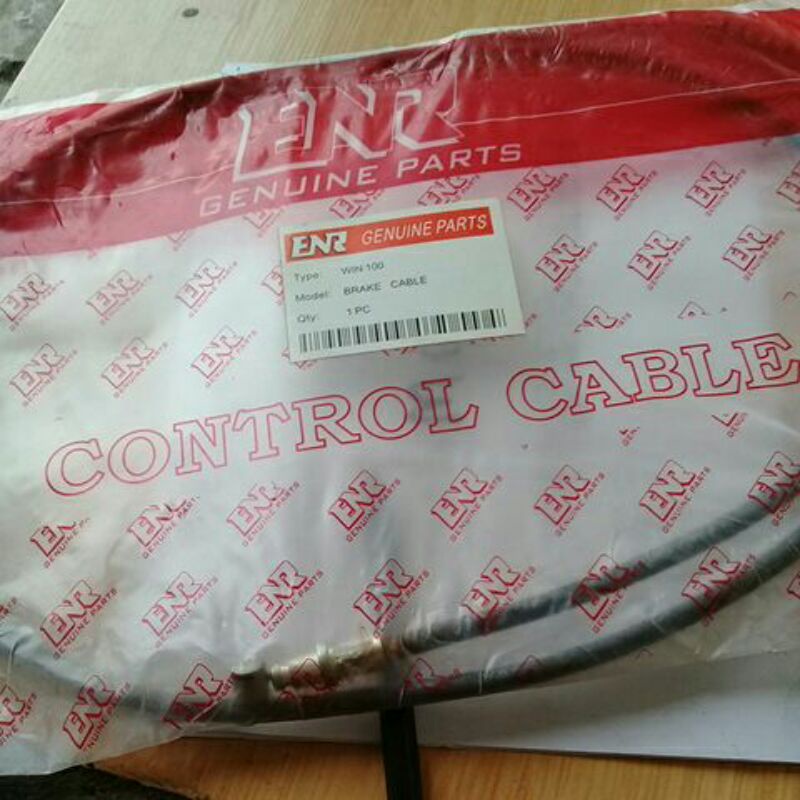 ENR
GENUINE PARTS
ENR GENUINE PARTS
Type: WIN 100
Model: BRAKE CABLE
Qty: 1 PC
CONTROL CABLE